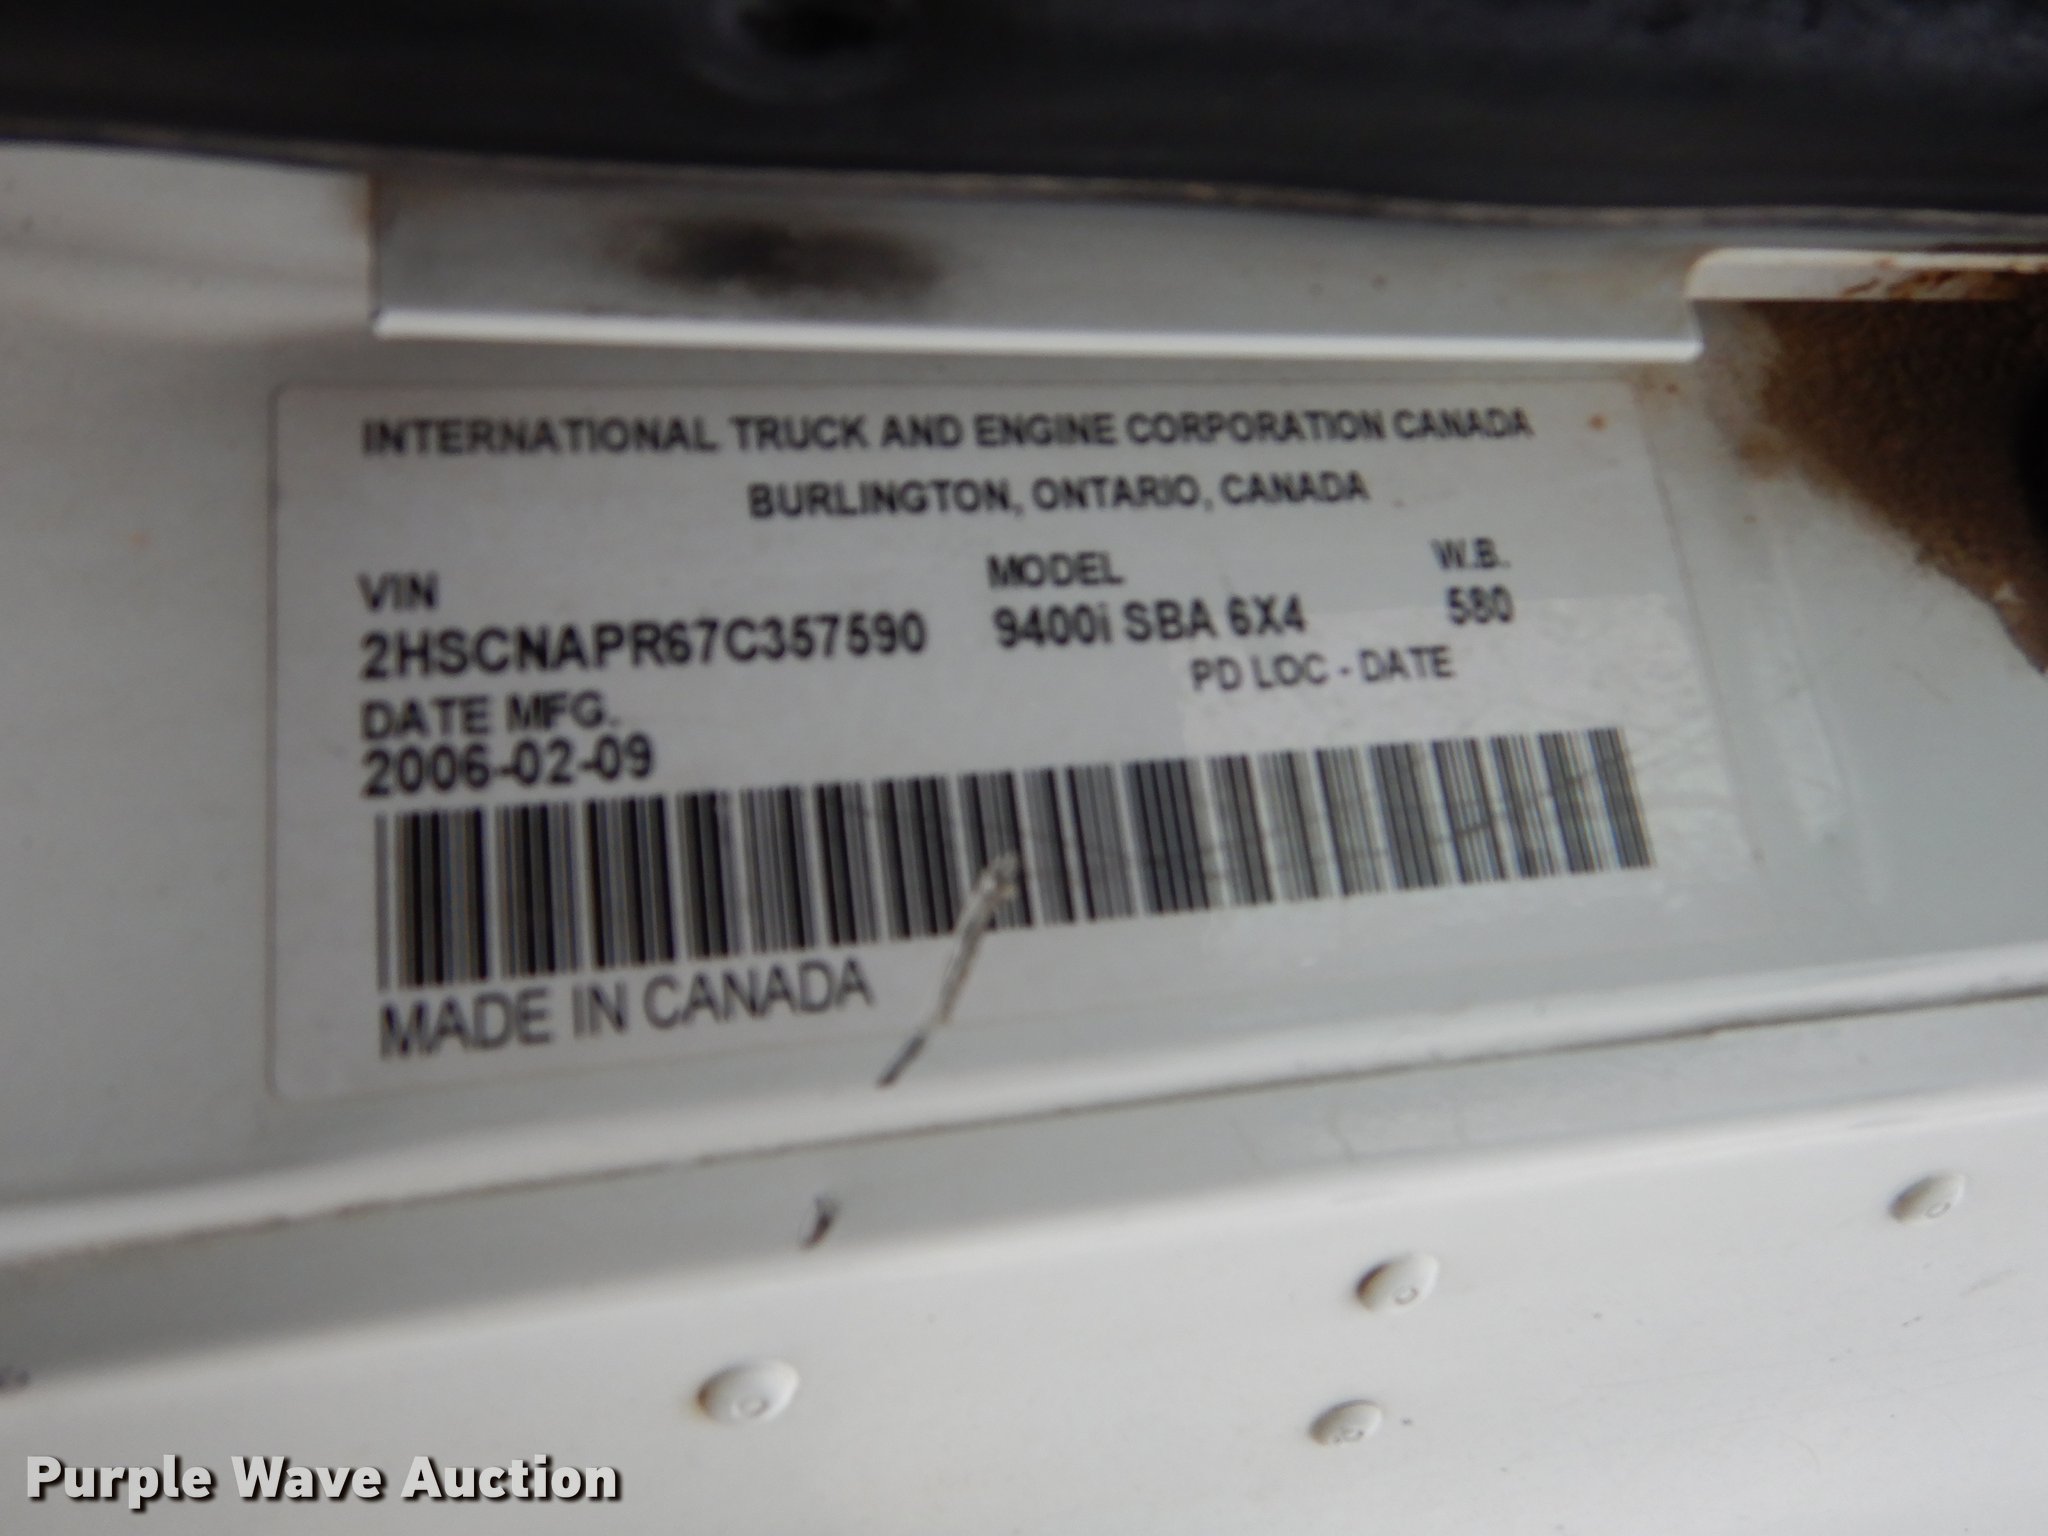 INTERNATIONAL TRUCK AND ENGINE CORPORATION CANADA
BURLINGTON, ONTARIO, CANADA
VIN MODEL W.B.
2HSCNAPR67C357590 9400i SBA 6X4 580
DATE MFG. PD LOC - DATE
2006-02-09
MADE IN CANADA
Purple Wave Auction